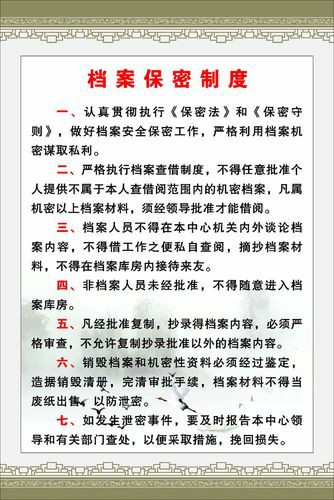 档案保密制度
一、认真贯彻执行《保密法》和《保密守
则》，做好档案安全保密工作，严格利用档案机
密谋取私利。
二、严格执行档案查借制度，不得任意批准个
人提供不属于本人查借阅范围内的机密档案，凡属
机密以上档案材料，须经领导批准才能借阅。
三、档案人员不得在本中心机关内外谈论档
案内容，不得借工作之便私自查阅，摘抄档案材
料，不得在档案库房内接待来友。
四、非档案人员未经批准，不得随意进入档
案库房。
五、凡经批准复制，抄录得档案内容，必须严
格审查，不允许复制抄录批准以外的档案内容。
六、销毁档案和机密性资料必须经过鉴定，
造据销毁清册，完清审批手续，档案材料不得当
废纸出售，以防泄密。
七、如发生泄密事件，要及时报告本中心领
导和有关部门查处，以便采取措施，挽回损失。